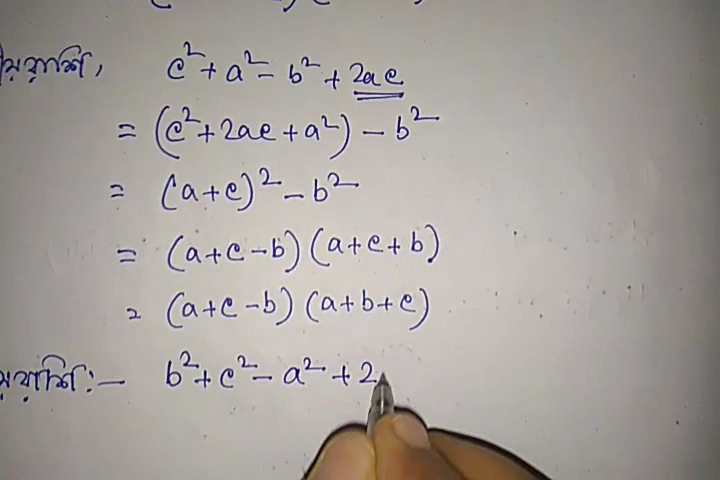 c² + a² - b² + 2ac
= (c² + 2ac + a²) - b²
= (a + c)² - b²
= (a + c - b) (a + c + b)
= (a + c - b) (a + b + c)
b² + c² - a² + 2